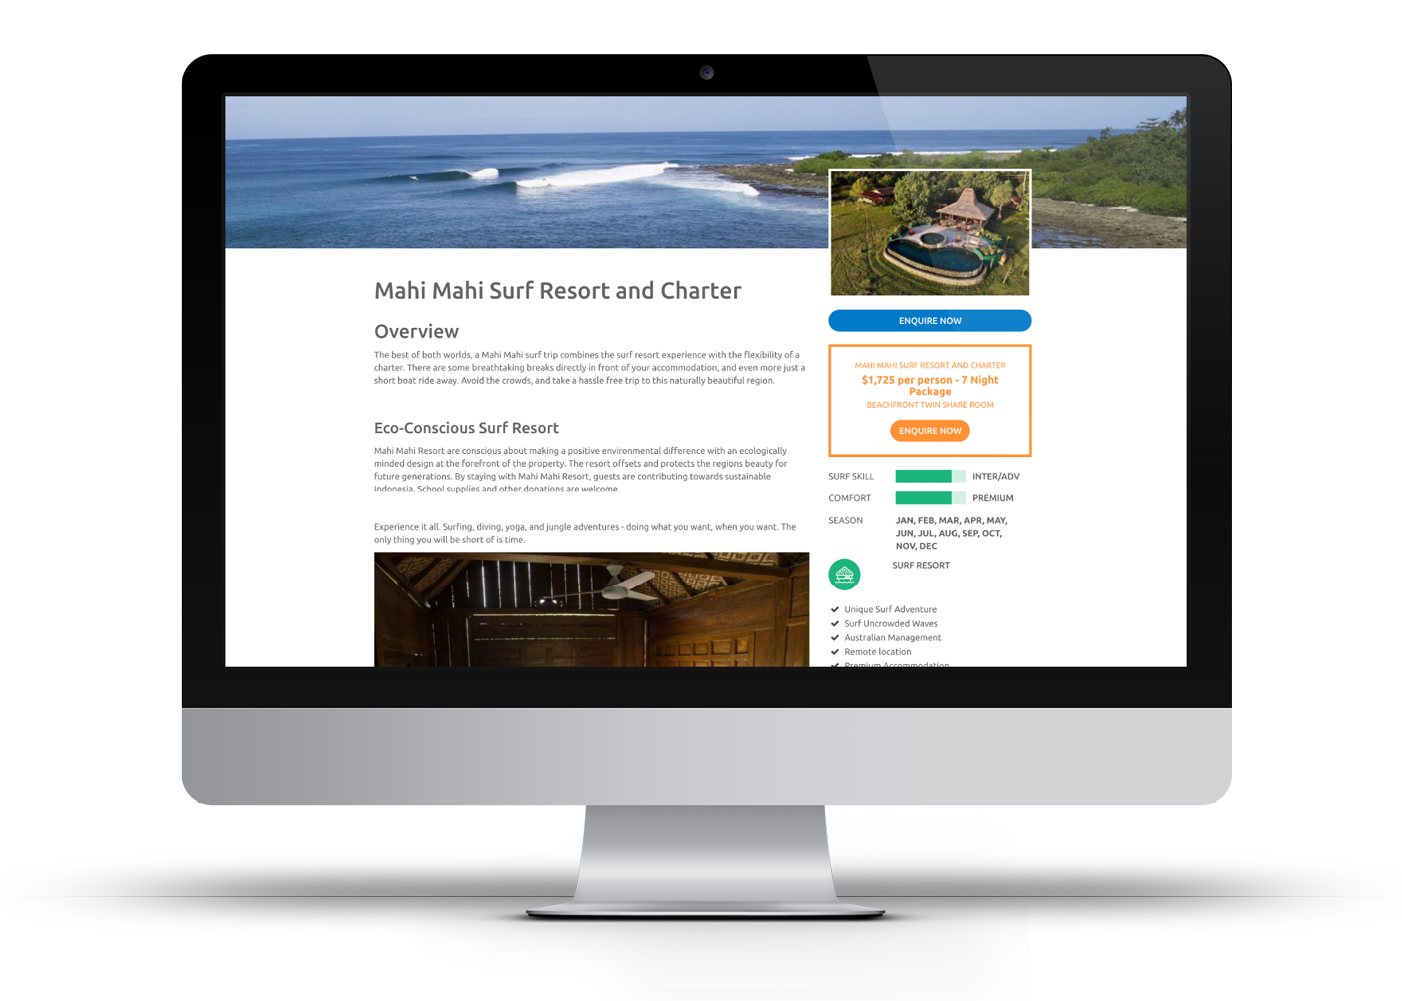 Mahi Mahi Surf Resort and Charter
Overview
The best of both worlds, a Mahi Mahi surf trip combines the surf resort experience with the flexibility of a
charter. There are some breathtaking breaks directly in front of your accommodation, and even more just a
short boat ride away. Avoid the crowds, and take a hassle free trip to this naturally beautiful region.
Eco-Conscious Surf Resort
Mahi Mahi Resort are conscious about making a positive environmental difference with an ecologically
minded design at the forefront of the property. The resort offsets and protects the regions beauty for
future generations. By staying with Mahi Mahi Resort, guests are contributing towards sustainable
Indonesia. School supplies and other donations are welcome.
Experience it all. Surfing, diving, yoga, and jungle adventures - doing what you want, when you want. The
only thing you will be short of is time.
ENQUIRE NOW
MAHI MAHI SURF RESORT AND CHARTER
$1,725 per person - 7 Night
Package
BEACHFRONT TWIN SHARE ROOM
ENQUIRE NOW
SURF SKILL INTER/ADV
COMFORT PREMIUM
SEASON JAN, FEB, MAR, APR, MAY,
JUN, JUL, AUG, SEP, OCT,
NOV, DEC
SURF RESORT
Unique Surf Adventure
Surf Uncrowded Waves
Australian Management
Remote location
Premium Accommodation